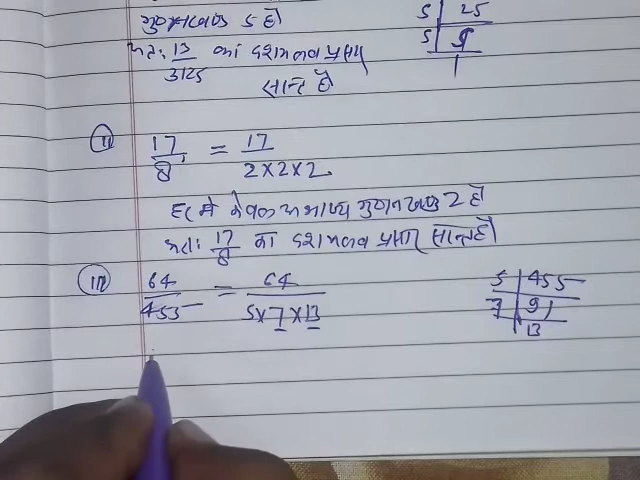 गुणनखण्ड 5 है
5 | 25
अतः 13/3125 का दशमलव प्रसार
5 | 5
1
सान्त है
(ii) 17/8 = 17/2×2×2
हर में केवल अभाज्य गुणनखण्ड 2 है
अतः 17/8 का दशमलव प्रसार सान्त है
(iii) 64/455 = 64/5×7×13
5 | 455
7 | 91
13